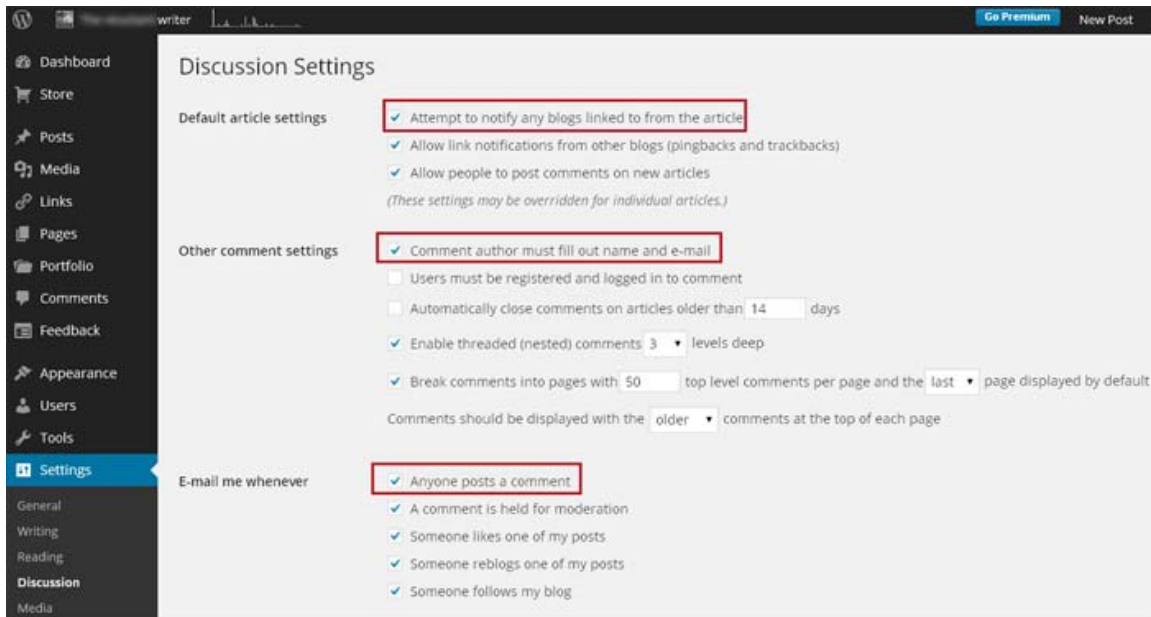 writer
Go Premium
New Post
Dashboard
Store
Posts
Media
Links
Pages
Portfolio
Comments
Feedback
Appearance
Users
Tools
Settings
General
Writing
Reading
Discussion
Media
Discussion Settings
Default article settings
Attempt to notify any blogs linked to from the article
Allow link notifications from other blogs (pingbacks and trackbacks)
Allow people to post comments on new articles
(These settings may be overridden for individual articles.)
Other comment settings
Comment author must fill out name and e-mail
Users must be registered and logged in to comment
Automatically close comments on articles older than 14 days
Enable threaded (nested) comments 3 levels deep
Break comments into pages with 50 top level comments per page and the last page displayed by default
Comments should be displayed with the older comments at the top of each page
E-mail me whenever
Anyone posts a comment
A comment is held for moderation
Someone likes one of my posts
Someone reblogs one of my posts
Someone follows my blog